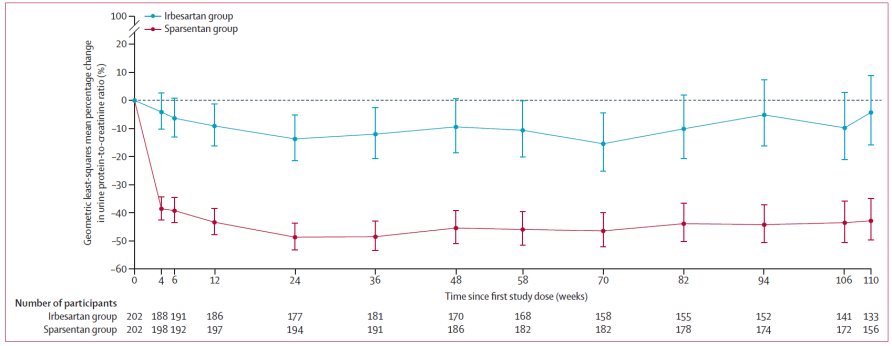 Irbesartan group
Sparsentan group
Geometric least-squares mean percentage change
in urine protein-to-creatinine ratio (%)
100
20
10
0
–10
–20
–30
–40
–50
–60
0 4 6 12 24 36 48 58 70 82 94 106 110
Time since first study dose (weeks)
Number of participants
Irbesartan group 202 188 191 186 177 181 170 168 158 155 152 141 133
Sparsentan group 202 198 192 197 194 191 186 182 182 178 174 172 156